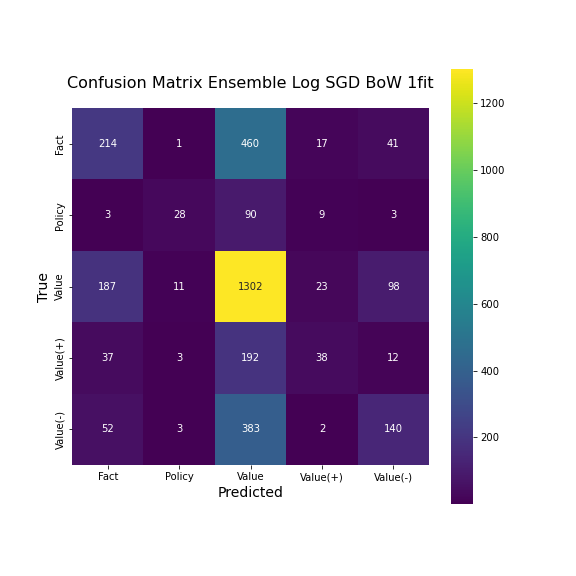 Confusion Matrix Ensemble Log SGD BoW 1fit
Fact 214 1 460 17 41
Policy 3 28 90 9 3
Value 187 11 1302 23 98
Value(+) 37 3 192 38 12
Value(-) 52 3 383 2 140
Fact Policy Value Value(+) Value(-)
Predicted
True
1200
1000
800
600
400
200